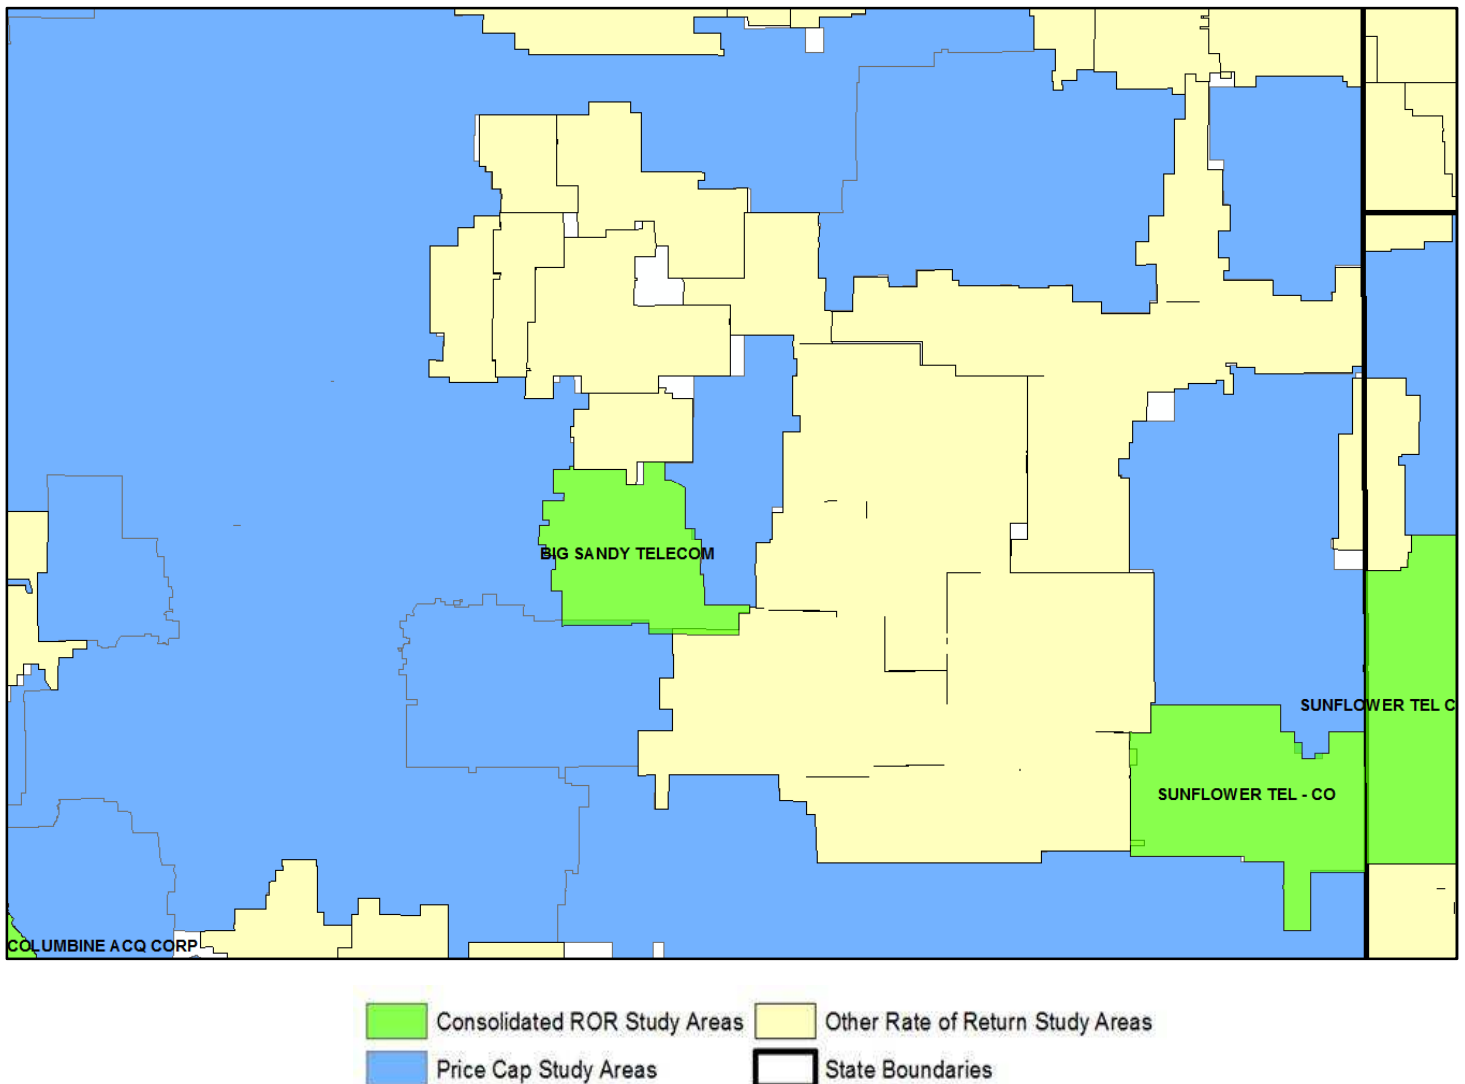 BIG SANDY TELECOM
SUNFLOWER TEL C
SUNFLOWER TEL - CO
COLUMBINE ACQ CORP
Consolidated ROR Study Areas
Other Rate of Return Study Areas
Price Cap Study Areas
State Boundaries